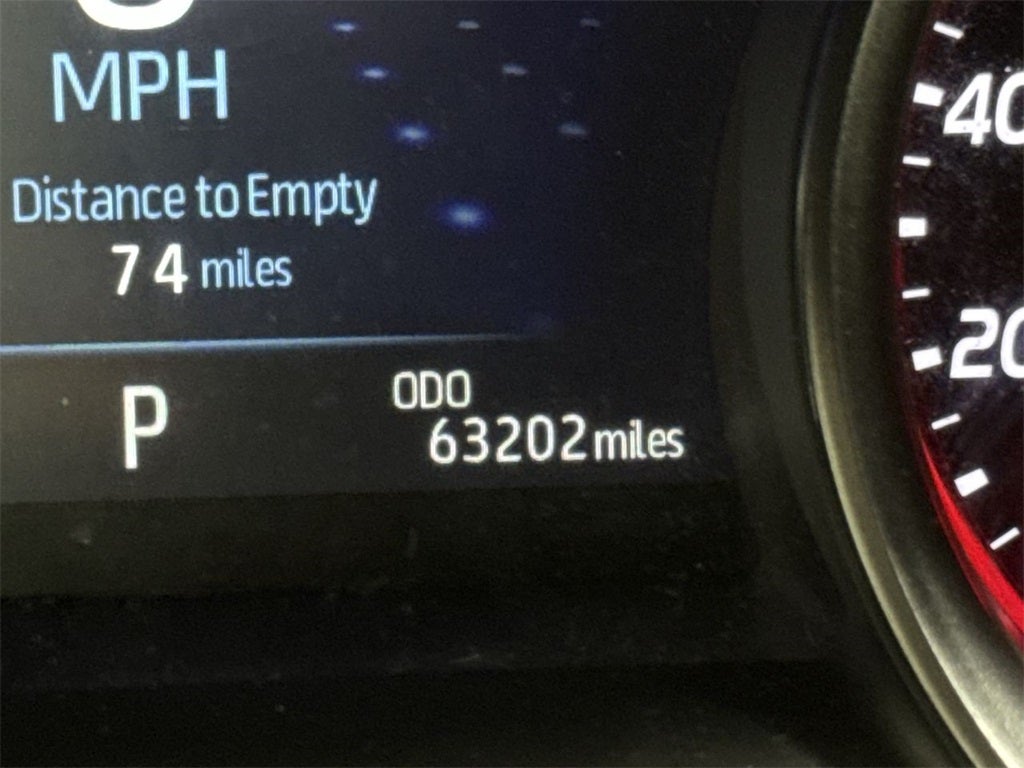 MPH
Distance to Empty
74 miles
P
ODO
63202 miles
40
20